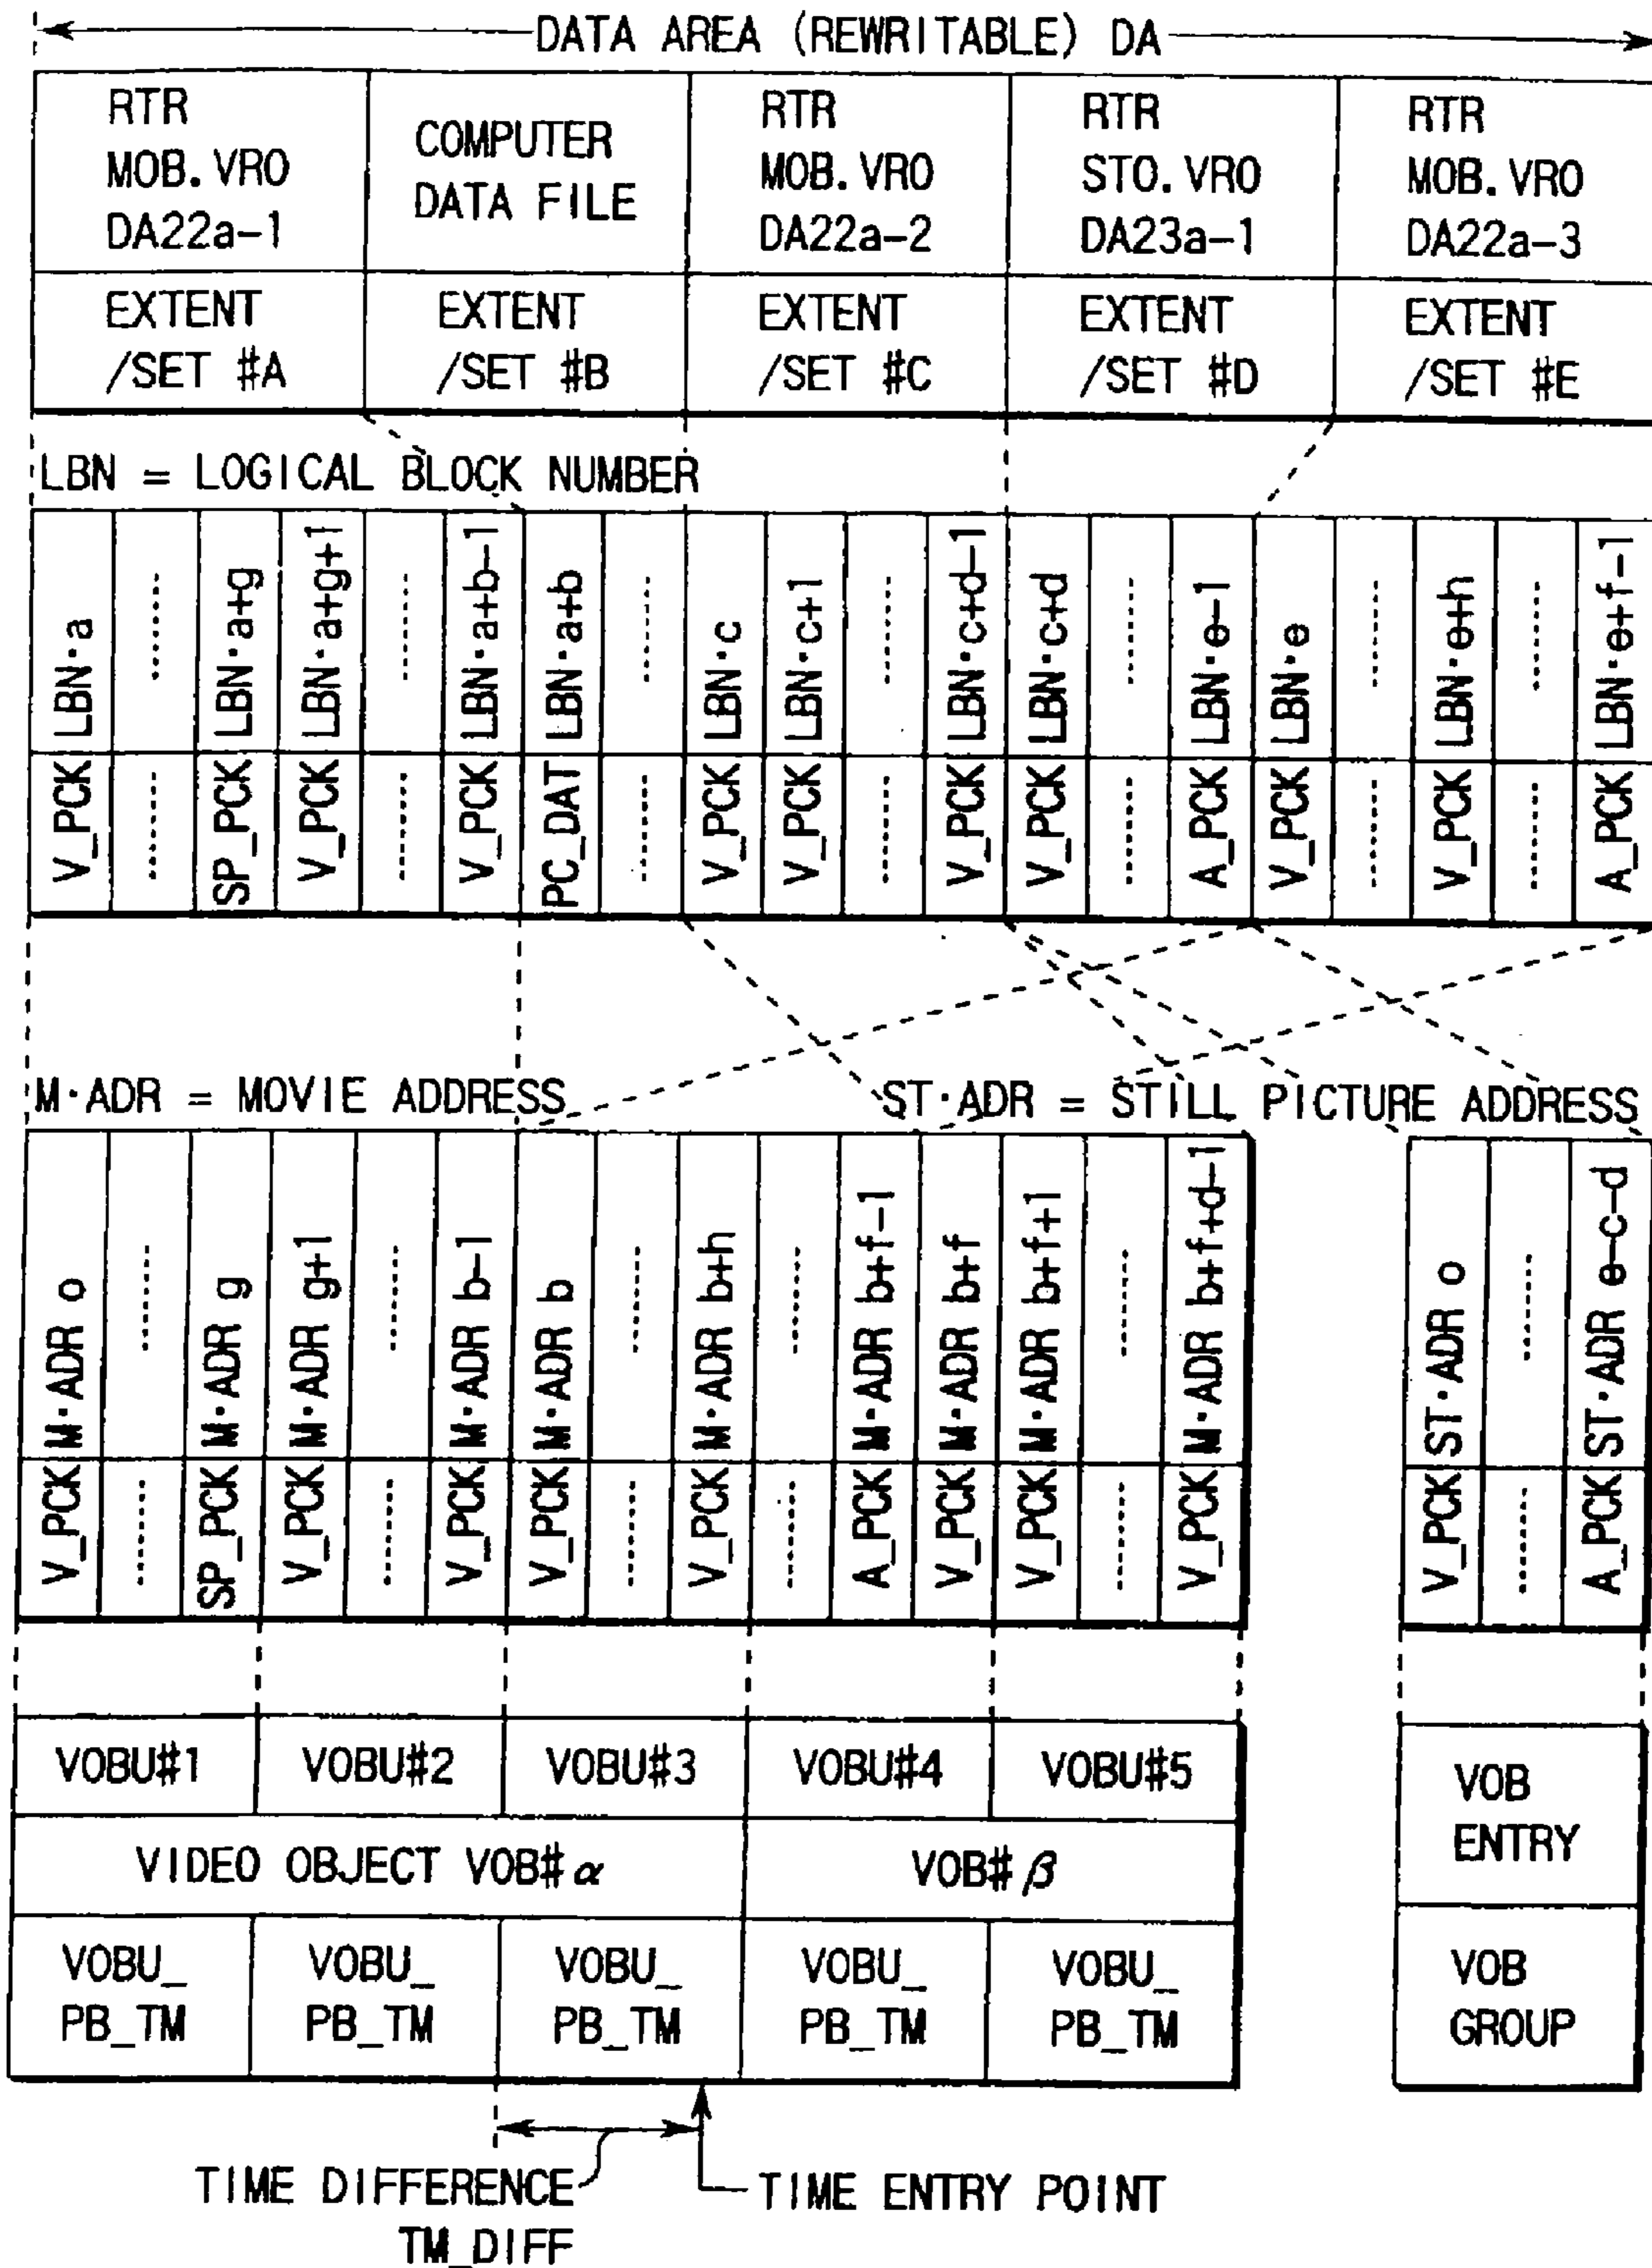 DATA AREA (REWRITABLE) DA
RTR
MOB.VRO
DA22a-1
COMPUTER
DATA FILE
RTR
MOB.VRO
DA22a-2
RTR
STO.VRO
DA23a-1
RTR
MOB.VRO
DA22a-3
EXTENT
/SET #A
EXTENT
/SET #B
EXTENT
/SET #C
EXTENT
/SET #D
EXTENT
/SET #E
LBN = LOGICAL BLOCK NUMBER
LBN·a
LBN·a+g
LBN·a+g+1
LBN·a+b-1
LBN·a+b
LBN·c
LBN·c+1
LBN·c+d-1
LBN·c+d
LBN·e-1
LBN·e
LBN·e+h
LBN·e+f-1
V_PCK
SP_PCK
V_PCK
V_PCK
PC_DAT
V_PCK
V_PCK
V_PCK
V_PCK
A_PCK
V_PCK
V_PCK
A_PCK
M·ADR = MOVIE ADDRESS
ST·ADR = STILL PICTURE ADDRESS
M·ADR o
M·ADR g
M·ADR g+1
M·ADR b-1
M·ADR b
M·ADR b+h
M·ADR b+f-1
M·ADR b+f
M·ADR b+f+1
M·ADR b+f+d-1
ST·ADR o
ST·ADR e-c-d
V_PCK
SP_PCK
V_PCK
V_PCK
V_PCK
V_PCK
A_PCK
V_PCK
V_PCK
V_PCK
V_PCK
A_PCK
VOBU#1
VOBU#2
VOBU#3
VOBU#4
VOBU#5
VOB
ENTRY
VIDEO OBJECT VOB#α
VOB#β
VOBU_
PB_TM
VOBU_
PB_TM
VOBU_
PB_TM
VOBU_
PB_TM
VOBU_
PB_TM
VOB
GROUP
TIME DIFFERENCE
TM_DIFF
TIME ENTRY POINT